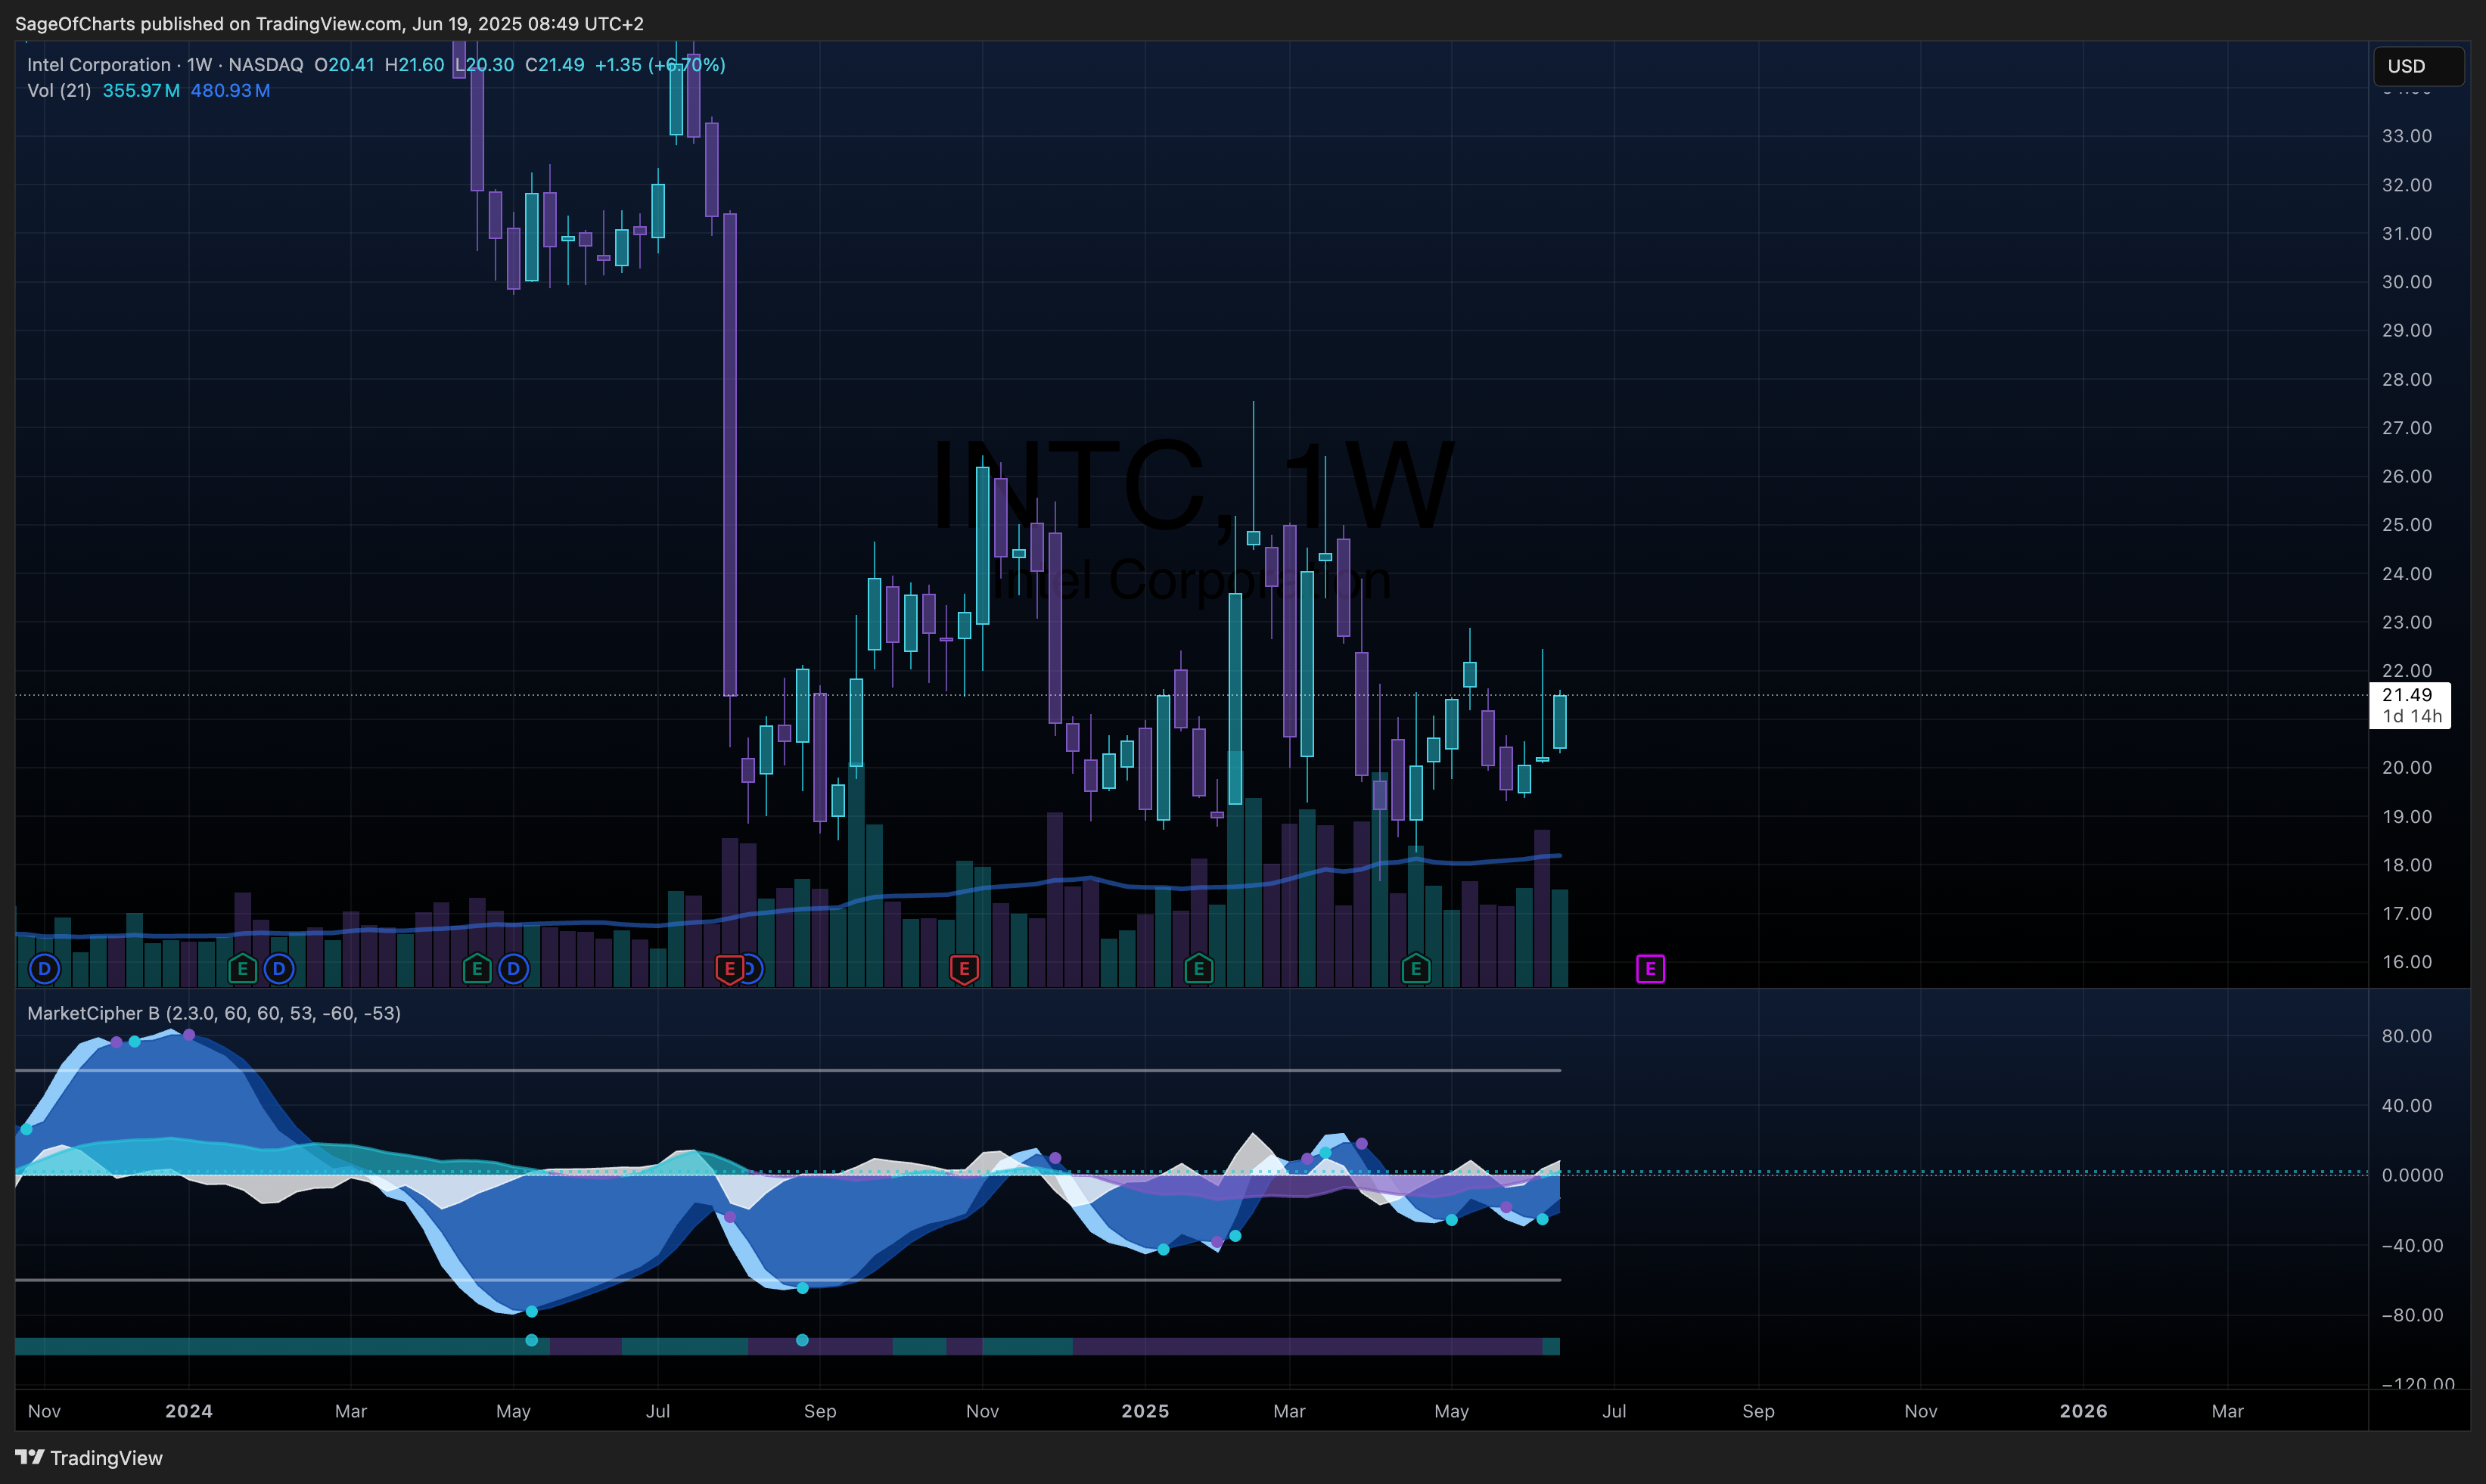 SageOfCharts published on TradingView.com, Jun 19, 2025 08:49 UTC+2
Intel Corporation · 1W · NASDAQ O20.41 H21.60 L20.30 C21.49 +1.35 (+6.70%)
Vol (21) 355.97M 480.93M
USD
33.00
32.00
31.00
30.00
29.00
28.00
27.00
26.00
25.00
24.00
23.00
22.00
21.49
1d 14h
20.00
19.00
18.00
17.00
16.00
INTC, 1W
Intel Corporation
D E D E D E D E E E E
MarketCipher B (2.3.0, 60, 60, 53, -60, -53)
80.00
40.00
0.0000
−40.00
−80.00
−120.00
Nov 2024 Mar May Jul Sep Nov 2025 Mar May Jul Sep Nov 2026 Mar
TradingView